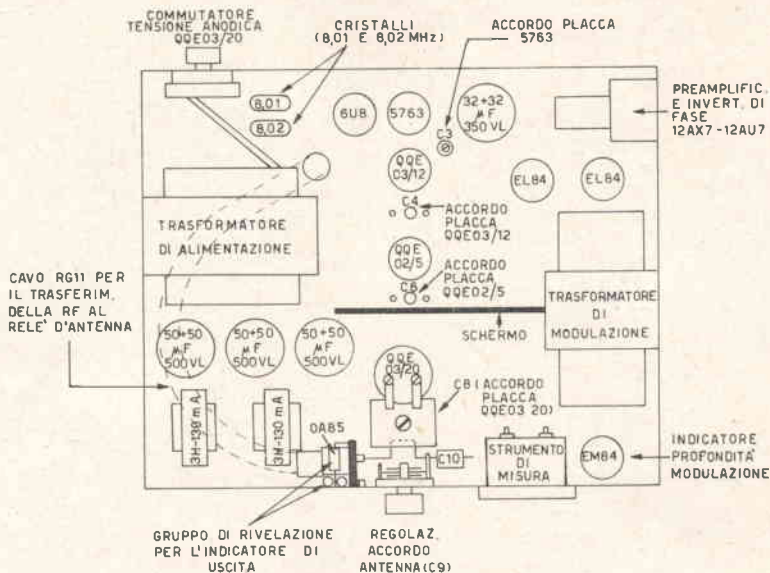 COMMUTATORE
TENSIONE ANODICA
QQE03/20
CRISTALLI
(8,01 E 8,02 MHz)
ACCORDO PLACCA
5763
PREAMPLIFIC.
E INVERT. DI
FASE
12AX7-12AU7
8,01
8,02
6U8
5763
32+32
µF
350VL
C3
QQE
03/12
EL84
EL84
C4
ACCORDO
PLACCA
QQE03/12
TRASFORMATORE
DI ALIMENTAZIONE
QQE
02/5
C6
ACCORDO
PLACCA
QQE02/5
TRASFORMATORE
DI
MODULAZIONE
SCHERMO
CAVO RG11 PER
IL TRASFERIM.
DELLA RF AL
RELE' D'ANTENNA
50+50
µF
500VL
50+50
µF
500VL
50+50
µF
500VL
QQE
03/20
C8 (ACCORDO
PLACCA
QQE03 20)
3H-130 mA
3H-130 mA
OA85
C10
STRUMENTO
DI
MISURA
EM84
INDICATORE
PROFONDITA'
MODULAZIONE
GRUPPO DI RIVELAZIONE
PER L'INDICATORE DI
USCITA
REGOLAZ.
ACCORDO
ANTENNA (C9)